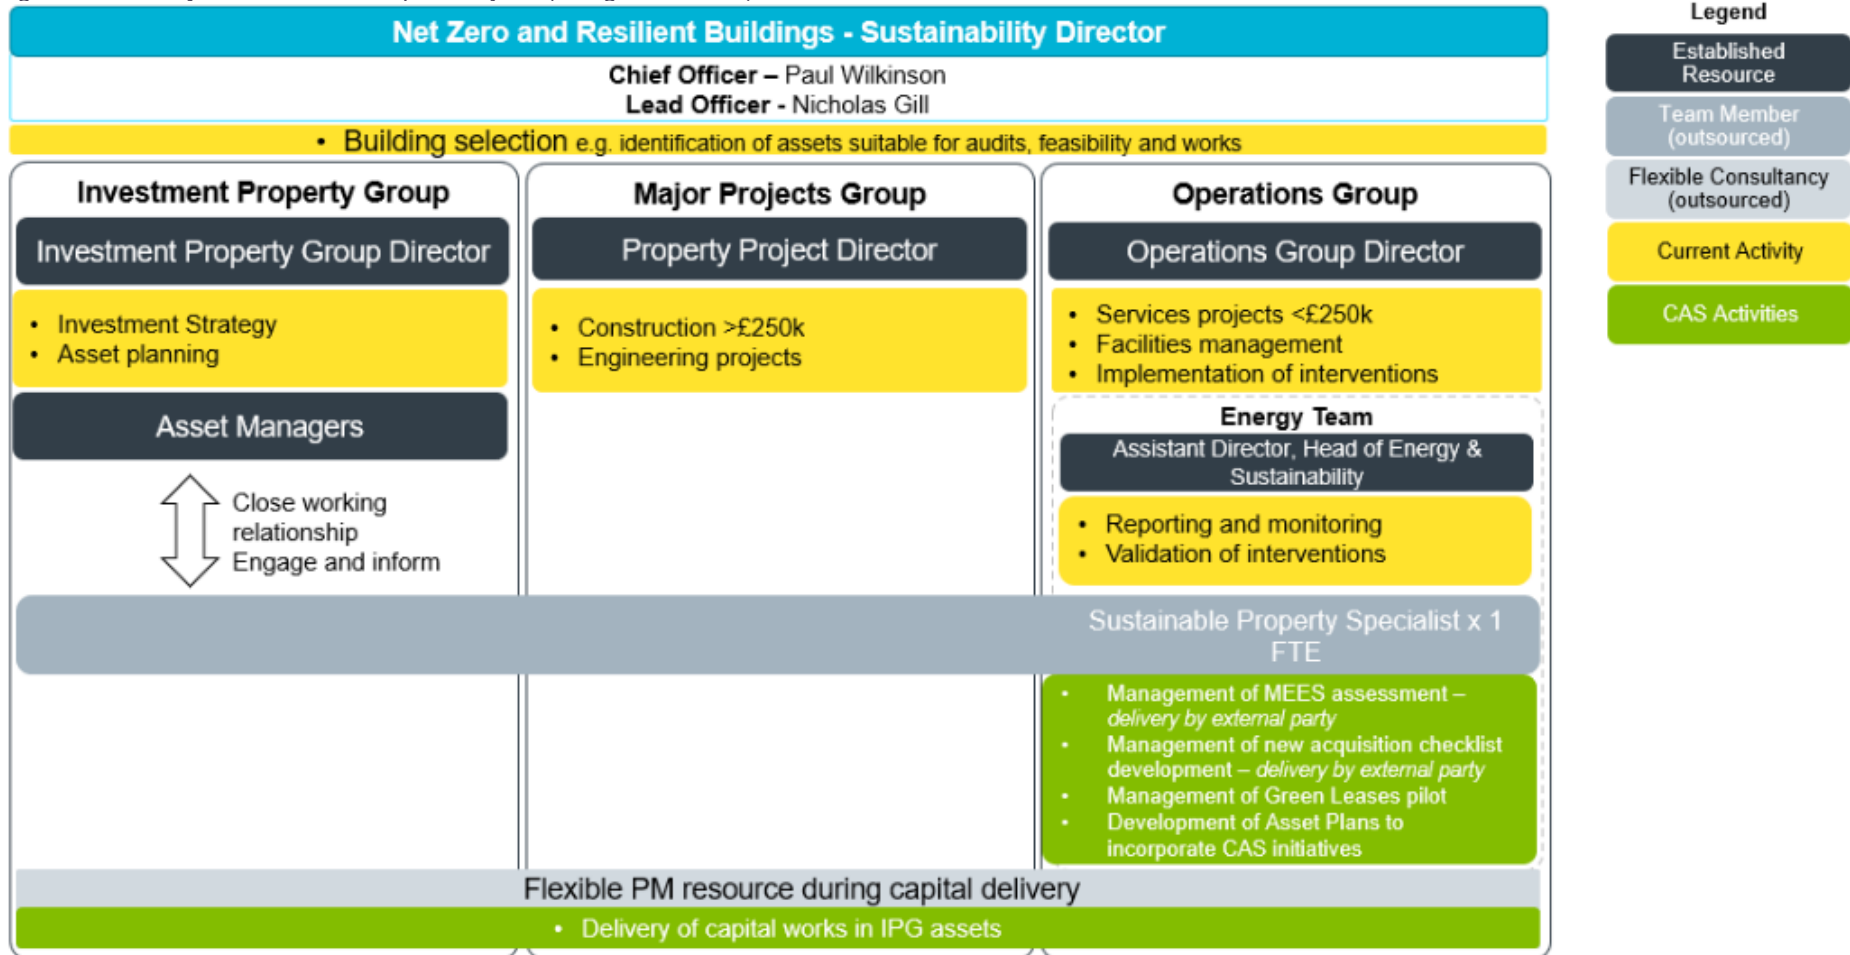 Net Zero and Resilient Buildings - Sustainability Director
Chief Officer – Paul Wilkinson
Lead Officer - Nicholas Gill
• Building selection e.g. identification of assets suitable for audits, feasibility and works
Investment Property Group
Investment Property Group Director
• Investment Strategy
• Asset planning
Asset Managers
Close working
relationship
Engage and inform
Major Projects Group
Property Project Director
• Construction >£250k
• Engineering projects
Operations Group
Operations Group Director
• Services projects <£250k
• Facilities management
• Implementation of interventions
Energy Team
Assistant Director, Head of Energy &
Sustainability
• Reporting and monitoring
• Validation of interventions
Sustainable Property Specialist x 1
FTE
• Management of MEES assessment –
delivery by external party
• Management of new acquisition checklist
development – delivery by external party
• Management of Green Leases pilot
• Development of Asset Plans to
incorporate CAS initiatives
Flexible PM resource during capital delivery
• Delivery of capital works in IPG assets
Legend
Established
Resource
Team Member
(outsourced)
Flexible Consultancy
(outsourced)
Current Activity
CAS Activities